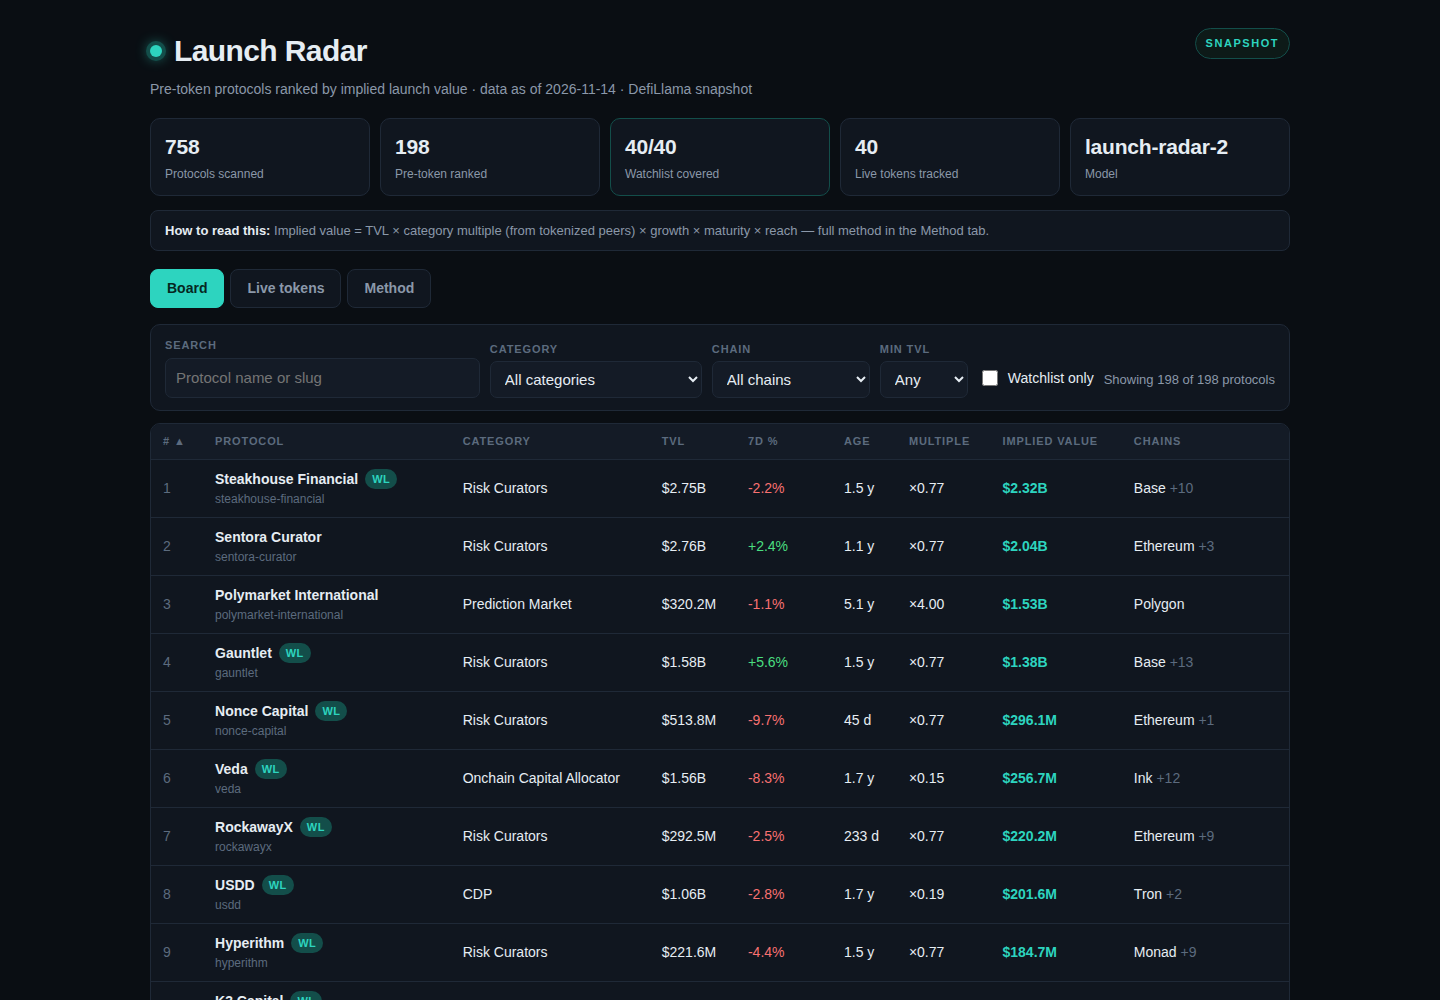 Launch Radar
SNAPSHOT
Pre-token protocols ranked by implied launch value · data as of 2026-11-14 · DefiLlama snapshot
758
Protocols scanned
198
Pre-token ranked
40/40
Watchlist covered
40
Live tokens tracked
launch-radar-2
Model
How to read this: Implied value = TVL × category multiple (from tokenized peers) × growth × maturity × reach — full method in the Method tab.
Board Live tokens Method
SEARCH CATEGORY CHAIN MIN TVL
Protocol name or slug All categories All chains Any Watchlist only Showing 198 of 198 protocols
# ▲ PROTOCOL CATEGORY TVL 7D % AGE MULTIPLE IMPLIED VALUE CHAINS
1 Steakhouse Financial WL Risk Curators $2.75B -2.2% 1.5 y ×0.77 $2.32B Base +10
steakhouse-financial
2 Sentora Curator Risk Curators $2.76B +2.4% 1.1 y ×0.77 $2.04B Ethereum +3
sentora-curator
3 Polymarket International Prediction Market $320.2M -1.1% 5.1 y ×4.00 $1.53B Polygon
polymarket-international
4 Gauntlet WL Risk Curators $1.58B +5.6% 1.5 y ×0.77 $1.38B Base +13
gauntlet
5 Nonce Capital WL Risk Curators $513.8M -9.7% 45 d ×0.77 $296.1M Ethereum +1
nonce-capital
6 Veda WL Onchain Capital Allocator $1.56B -8.3% 1.7 y ×0.15 $256.7M Ink +12
veda
7 RockawayX WL Risk Curators $292.5M -2.5% 233 d ×0.77 $220.2M Ethereum +9
rockawayx
8 USDD WL CDP $1.06B -2.8% 1.7 y ×0.19 $201.6M Tron +2
usdd
9 Hyperithm WL Risk Curators $221.6M -4.4% 1.5 y ×0.77 $184.7M Monad +9
hyperithm
K3 Capital WL